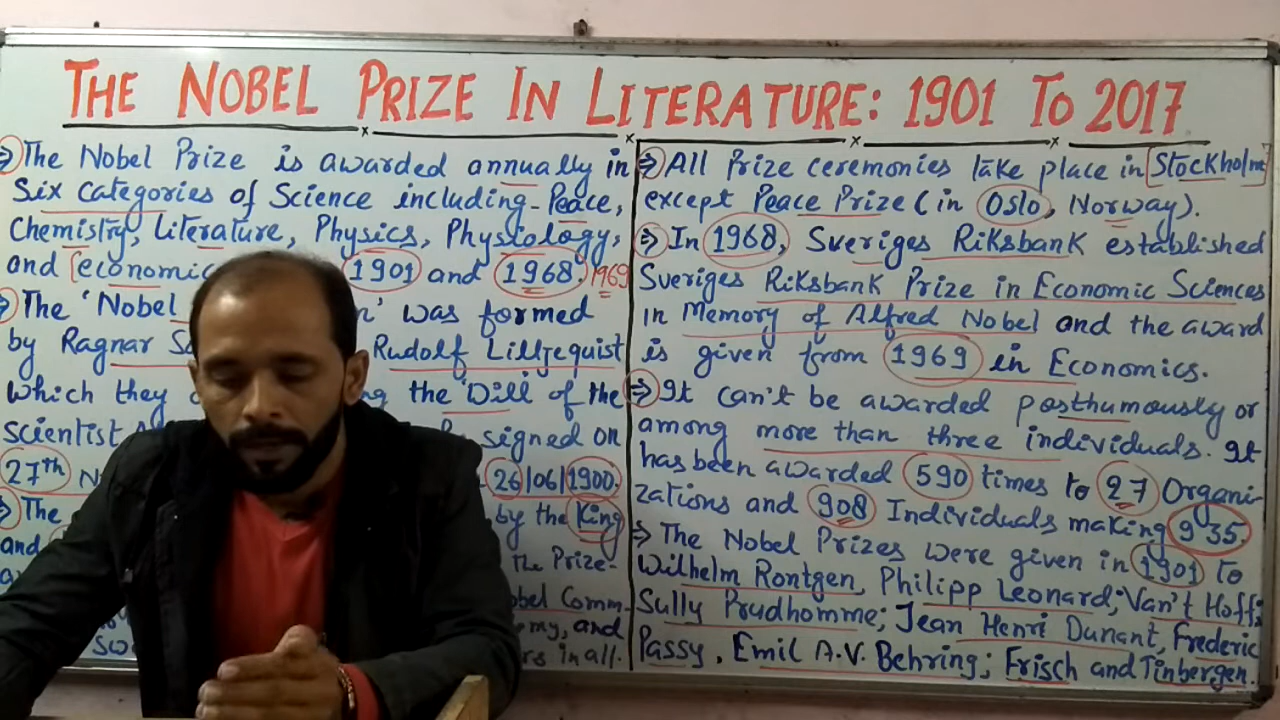 THE NOBEL PRIZE IN LITERATURE: 1901 TO 2017
⇒ The Nobel Prize is awarded annually in
Six categories of Science including - Peace,
Chemistry, Literature, Physics, Physiology,
and [economic 1901 and 1968. 1969
⇒ The 'Nobel n' was formed
by Ragnar Rudolf Lilljequist
which they the 'Will' of the
scientist signed on
27th N 26/06/1900.
⇒ The by the King
and
The Prize-
obel Comm-
my, and
rs in all.
⇒ All Prize ceremonies take place in [Stockholm]
except Peace Prize (in Oslo, Norway).
⇒ In 1968, Sveriges Riksbank established
Sveriges Riksbank Prize in Economic Sciences
in Memory of Alfred Nobel and the award
is given from 1969 in Economics.
⇒ It can't be awarded posthumously or
among more than three individuals. It
has been awarded 590 times to 27 Organi-
zations and 908 Individuals making 935.
⇒ The Nobel Prizes were given in 1901 to
Wilhelm Rontgen, Philipp Leonard; Van't Hoff;
Sully Prudhomme; Jean Henri Dunant, Frederic
Passy, Emil A.V. Behring; Frisch and Tinbergen.